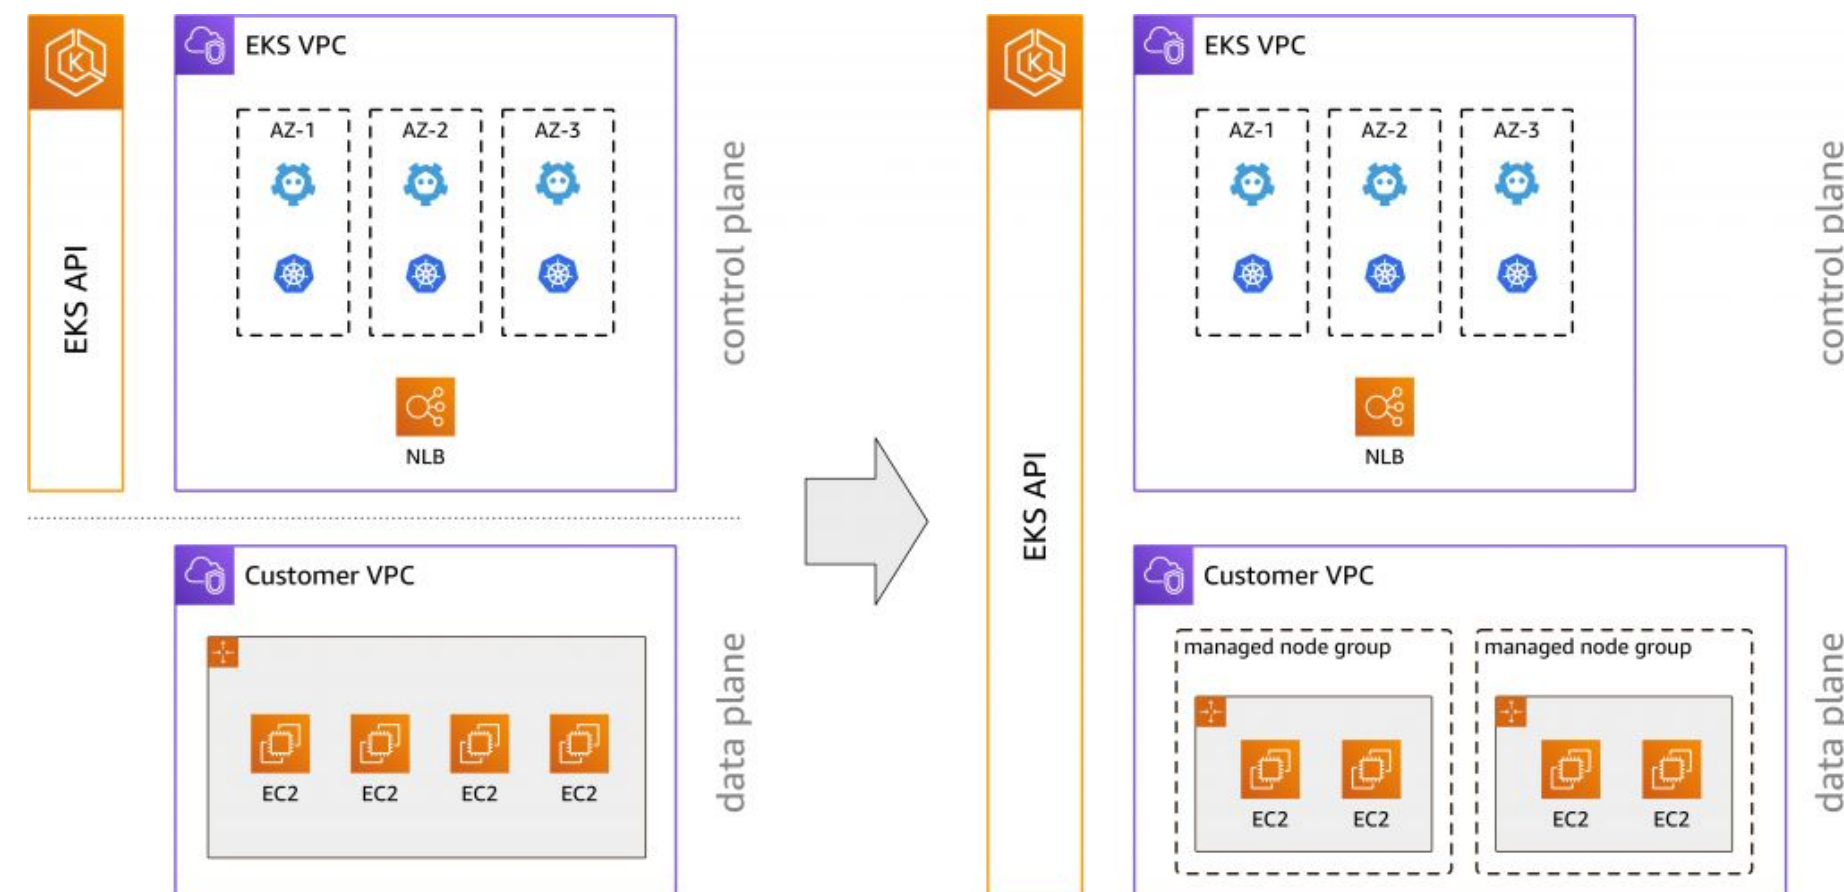 EKS API
EKS VPC
AZ-1
AZ-2
AZ-3
NLB
control plane
Customer VPC
EC2
EC2
EC2
EC2
data plane
EKS API
EKS VPC
AZ-1
AZ-2
AZ-3
NLB
control plane
Customer VPC
managed node group
EC2
EC2
managed node group
EC2
EC2
data plane